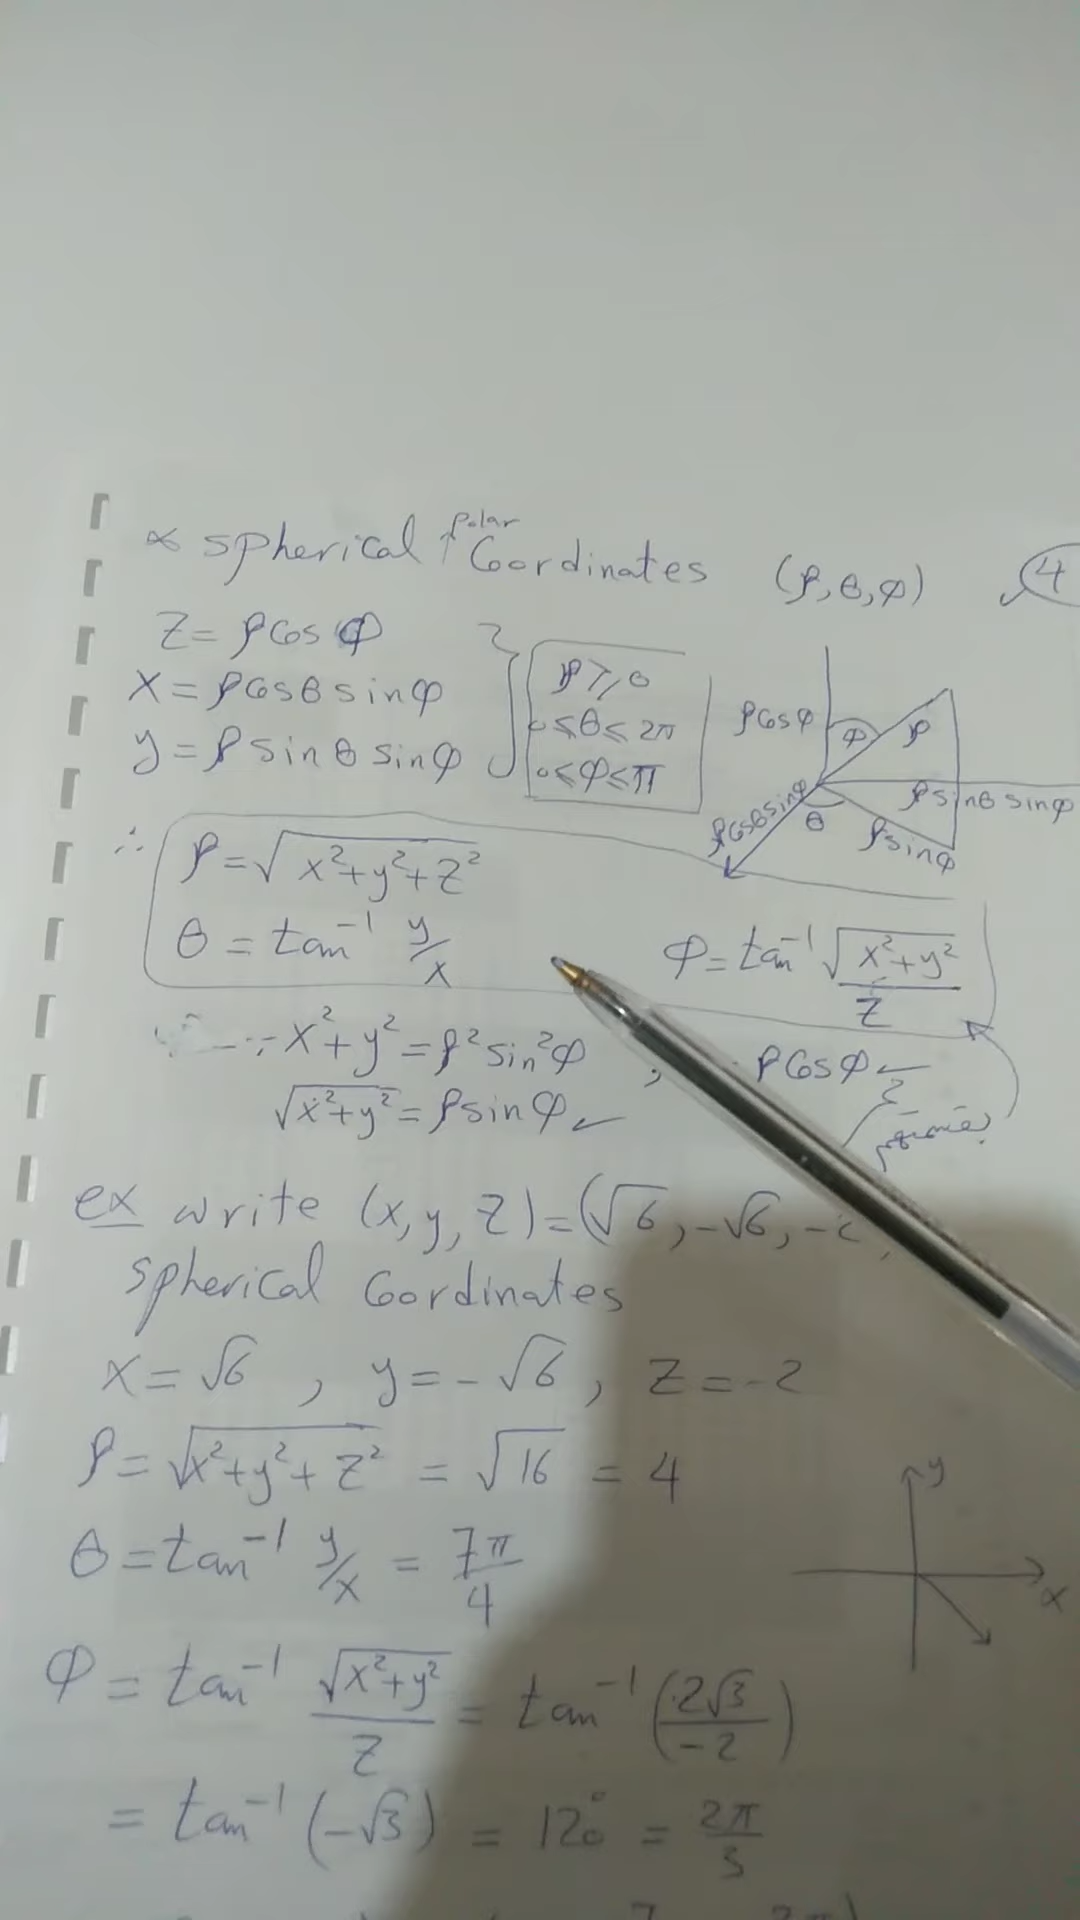 ∝ spherical polar Coordinates (ρ, θ, φ) 4
Z = ρ Cos φ
x = ρ Cos θ sin φ
y = ρ sin θ sin φ
ρ ≥ 0
0 ≤ θ ≤ 2π
0 ≤ φ ≤ π
ρ Cos φ
φ
ρ
ρ Cos θ sin φ
θ
ρ sin θ sin φ
ρ sin φ
∴ ρ = √(x² + y² + z²)
θ = tan⁻¹ y/x
φ = tan⁻¹ √(x² + y²) / Z
∵ x² + y² = ρ² sin² φ , ρ Cos φ
√(x² + y²) = ρ sin φ
ex write (x, y, Z) = (√6, -√6, -2
spherical Coordinates
x = √6 , y = -√6 , Z = -2
ρ = √(x² + y² + z²) = √16 = 4
θ = tan⁻¹ y/x = 7π/4
y
x
φ = tan⁻¹ √(x² + y²) / Z = tan⁻¹ (2√3 / -2)
= tan⁻¹ (-√3) = 120° = 2π/3